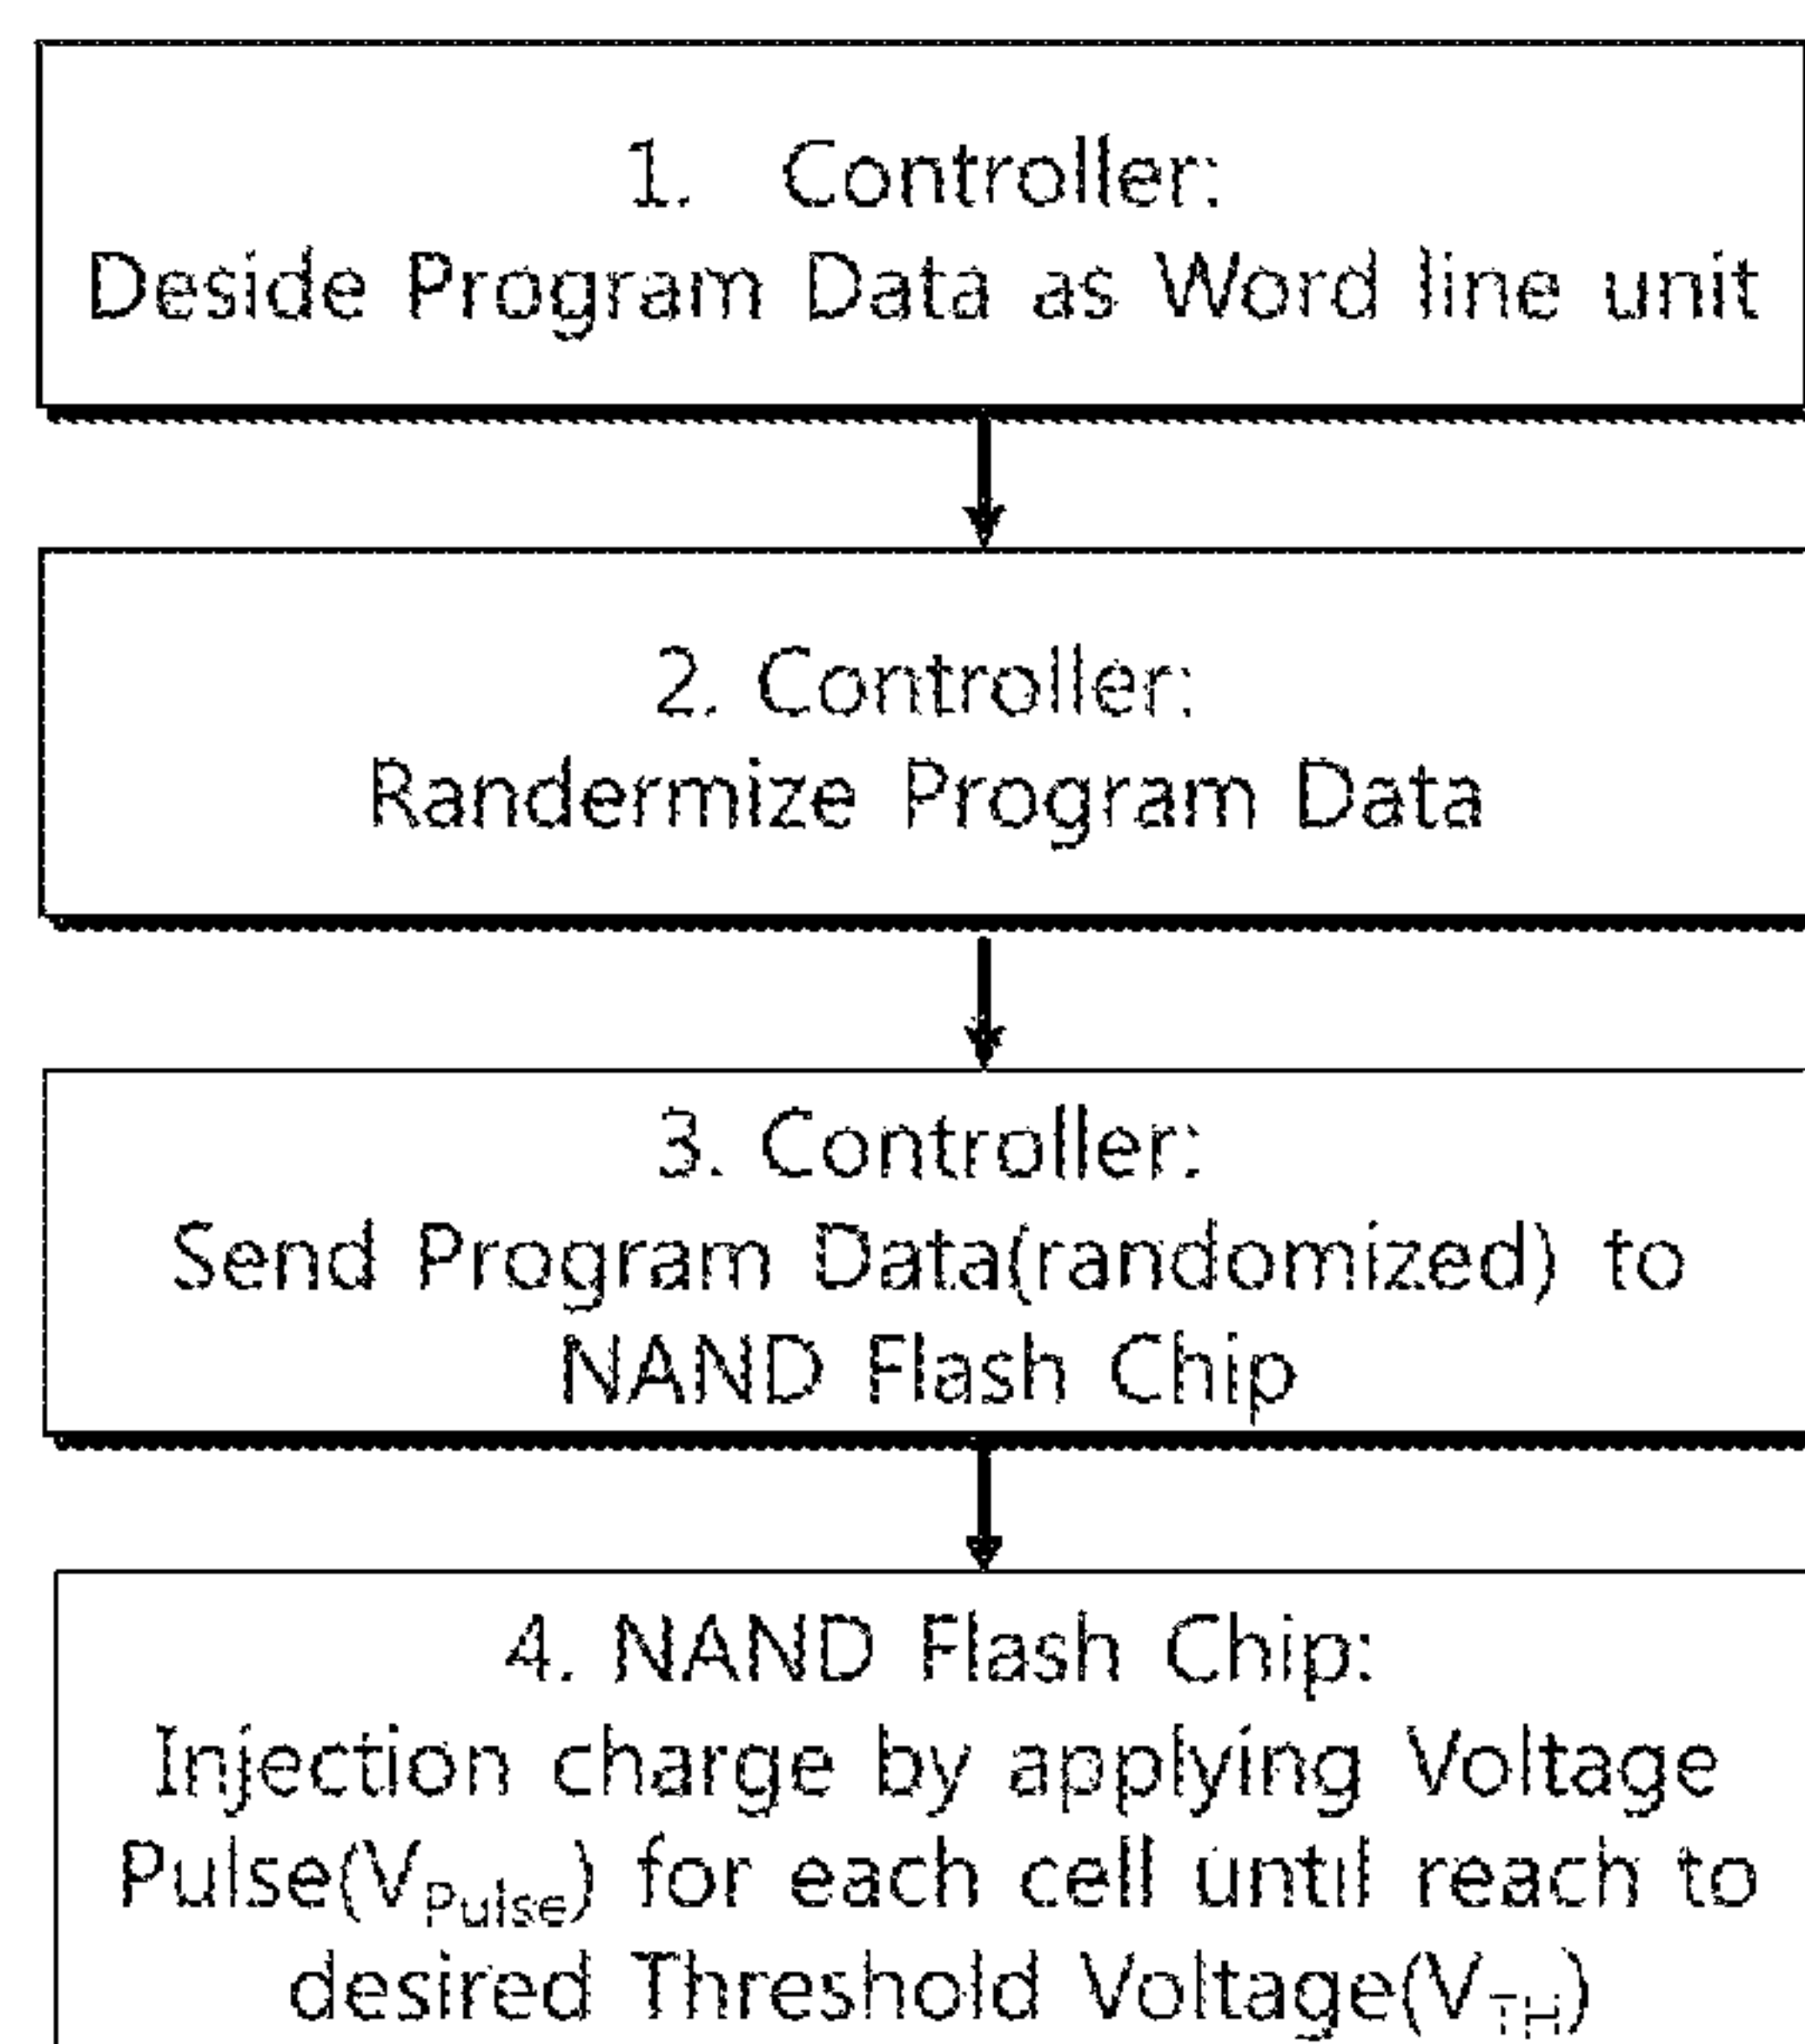 1. Controller:
Deside Program Data as Word line unit
2. Controller:
Randermize Program Data
3. Controller:
Send Program Data(randomized) to
NAND Flash Chip
4. NAND Flash Chip:
Injection charge by applying Voltage
Pulse(V_Pulse) for each cell until reach to
desired Threshold Voltage(V_TH)